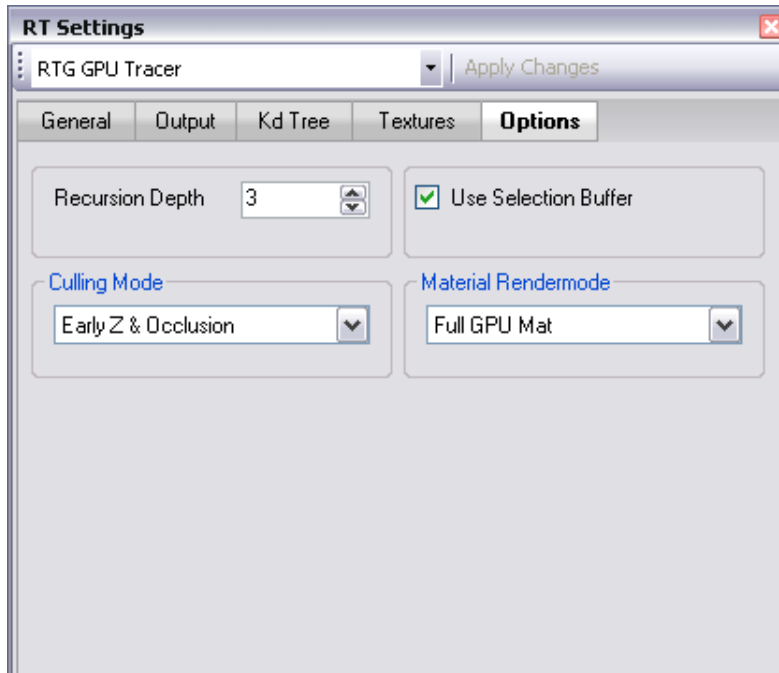 RT Settings
RTG GPU Tracer
Apply Changes
General Output Kd Tree Textures Options
Recursion Depth 3
Use Selection Buffer
Culling Mode
Early Z & Occlusion
Material Rendermode
Full GPU Mat